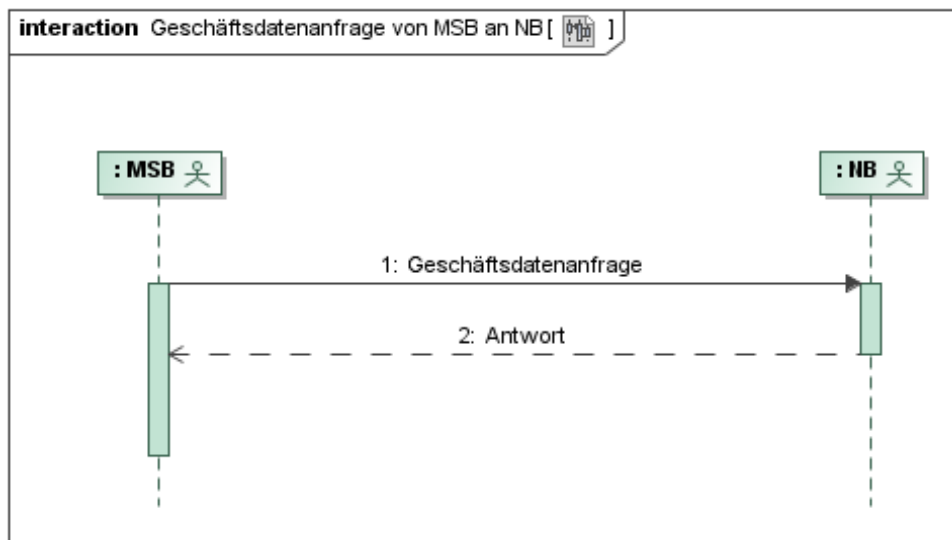 interaction Geschäftsdatenanfrage von MSB an NB [ ]
: MSB
: NB
1: Geschäftsdatenanfrage
2: Antwort